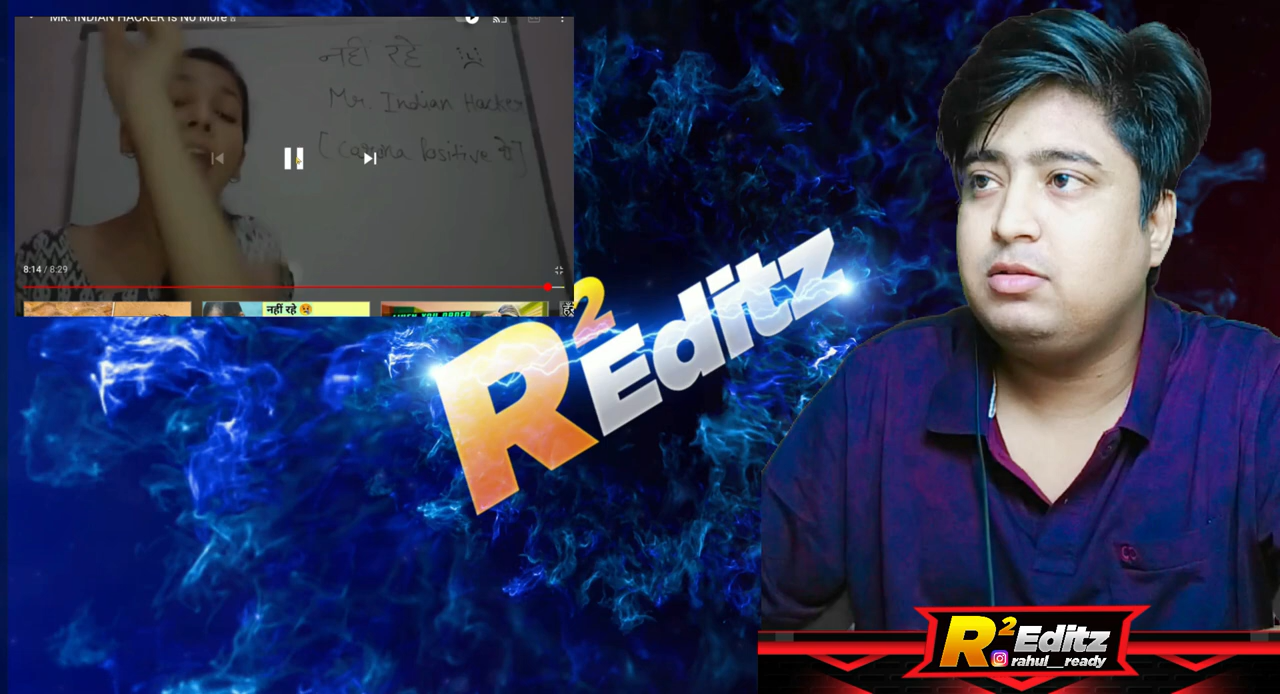 MR. INDIAN HACKER Is No More
नहीं रहे
Mr. Indian Hacker
[Corona Positive थे]
8:14 / 8:29
नहीं रहे 😡
R2Editz
R2Editz
rahul__ready